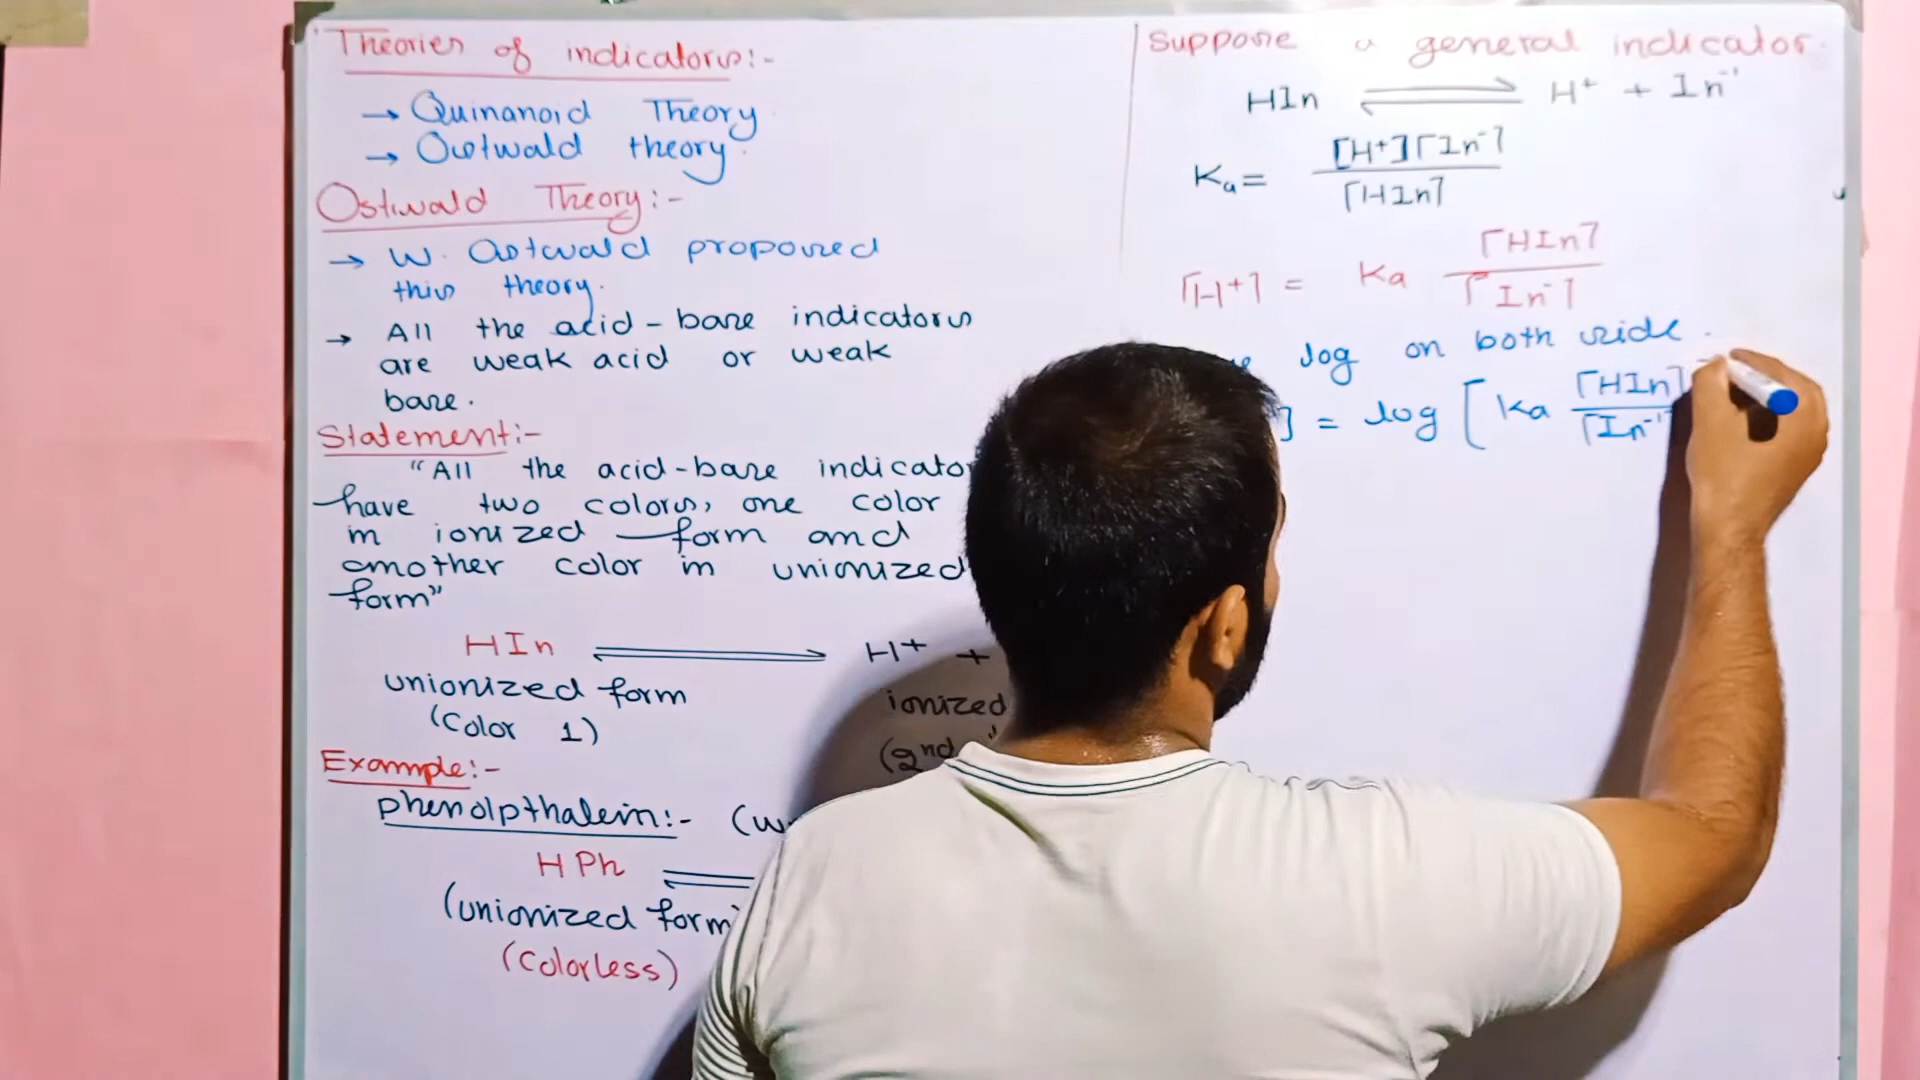 Theories of indicators:-
→ Quinanoid Theory
→ Ostwald theory.
Ostwald Theory:-
→ W. Ostwald proposed
this theory.
→ All the acid-base indicators
are weak acid or weak
base.
Statement:-
"All the acid-base indicato
have two colors, one color
in ionized form and
another color in unionized
form"
HIn ⇌ H+ +
unionized form ionized
(Color 1) (2nd
Example:-
phenolpthalein:- (w
HPh ⇌
(unionized form)
(Colorless)
Suppose a general indicator.
HIn ⇌ H+ + In-1
Ka = [H+][In-] / [HIn]
[H+] = Ka [HIn] / [In-]
log on both side.
] = log [Ka [HIn] / [In-1